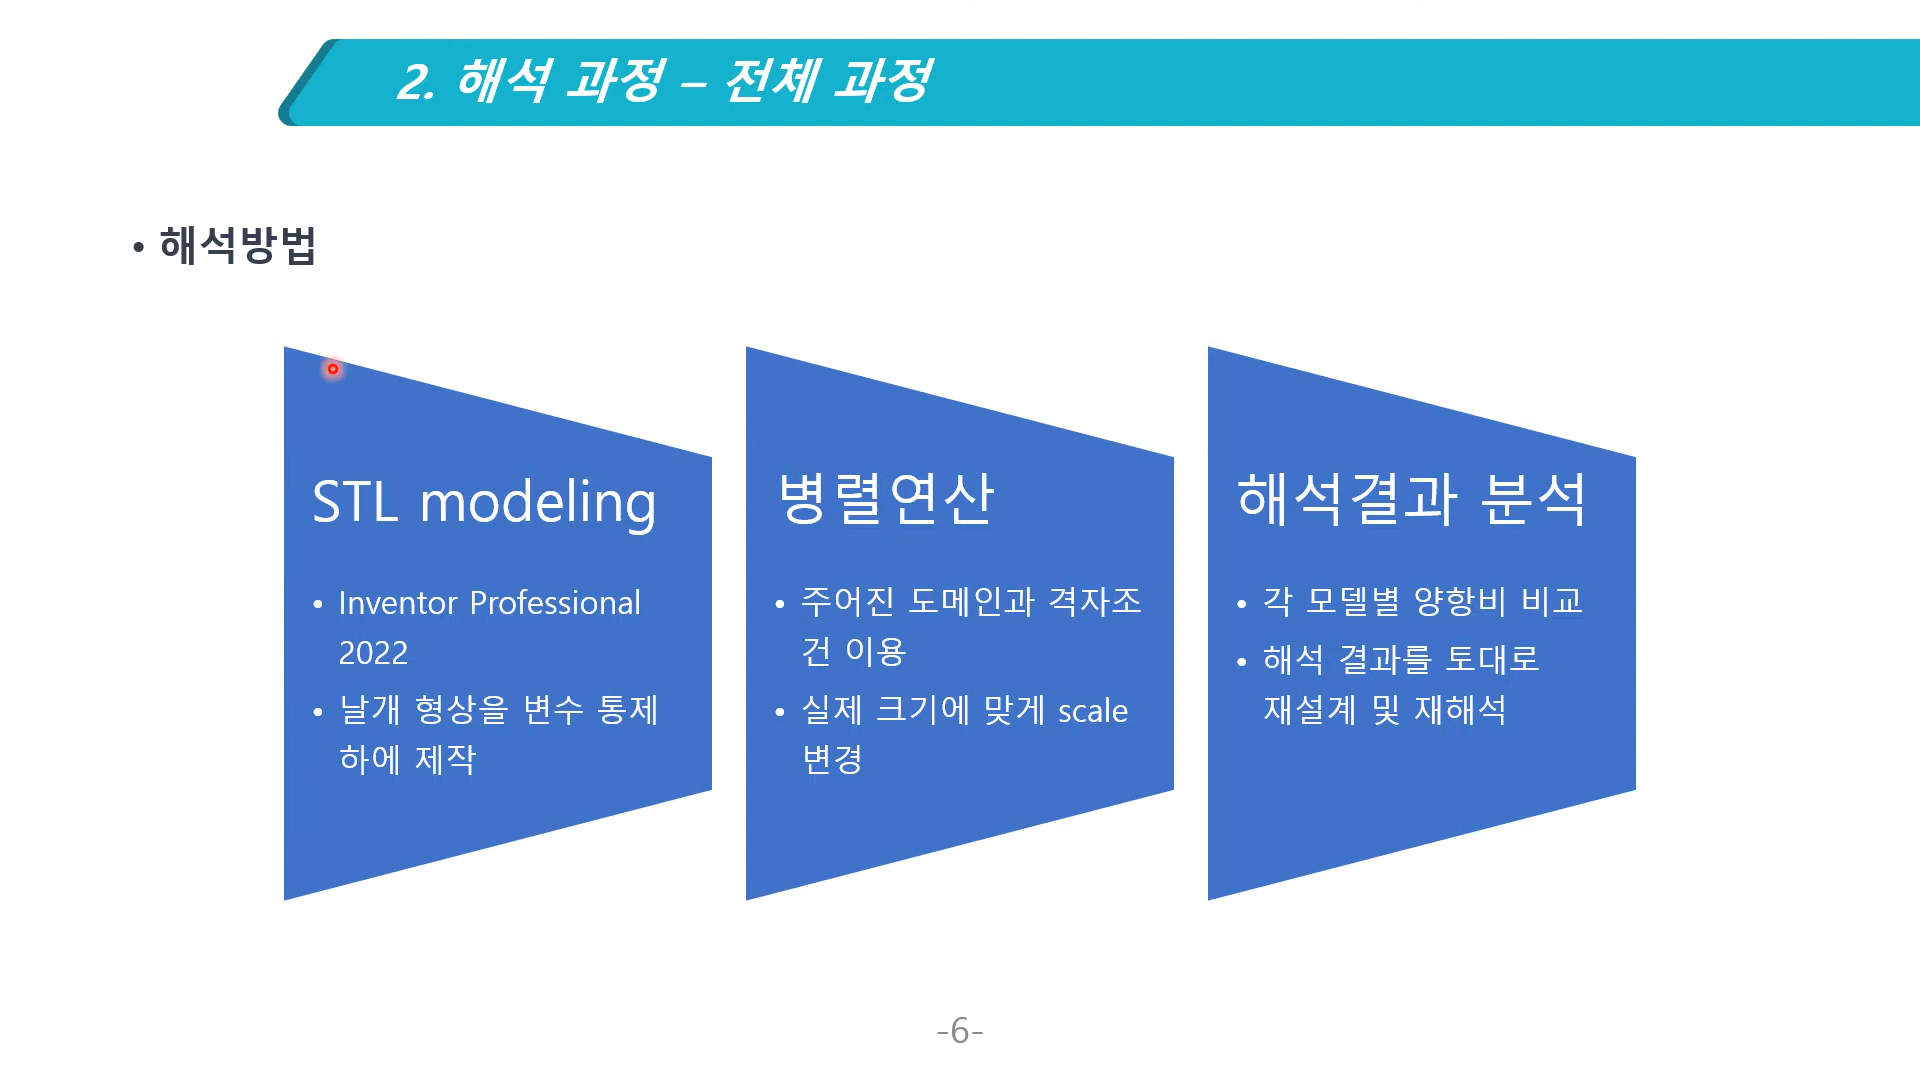 2. 해석 과정 – 전체 과정
• 해석방법
STL modeling
• Inventor Professional
2022
• 날개 형상을 변수 통제
하에 제작
병렬연산
• 주어진 도메인과 격자조
건 이용
• 실제 크기에 맞게 scale
변경
해석결과 분석
• 각 모델별 양항비 비교
• 해석 결과를 토대로
재설계 및 재해석
-6-